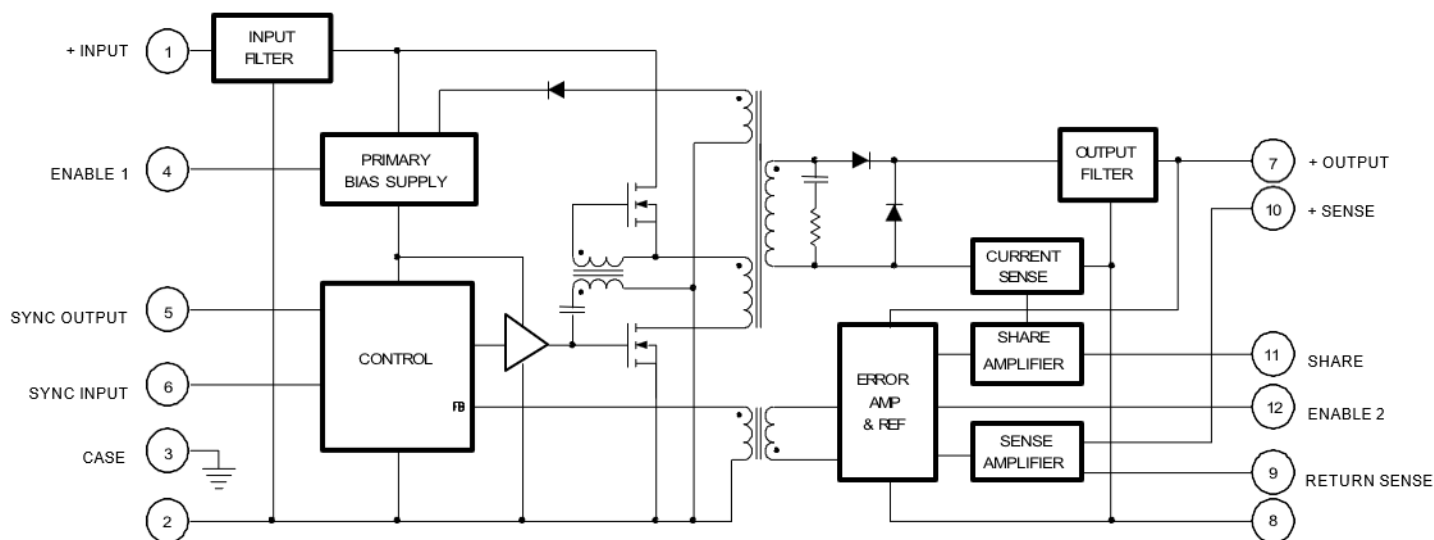 + INPUT
1
INPUT
FILTER
ENABLE 1
4
PRIMARY
BIAS SUPPLY
OUTPUT
FILTER
7
+ OUTPUT
10
+ SENSE
CURRENT
SENSE
SYNC OUTPUT
5
CONTROL
SYNC INPUT
6
FB
ERROR
AMP
& REF
SHARE
AMPLIFIER
11
SHARE
12
ENABLE 2
SENSE
AMPLIFIER
CASE
3
9
RETURN SENSE
2
8